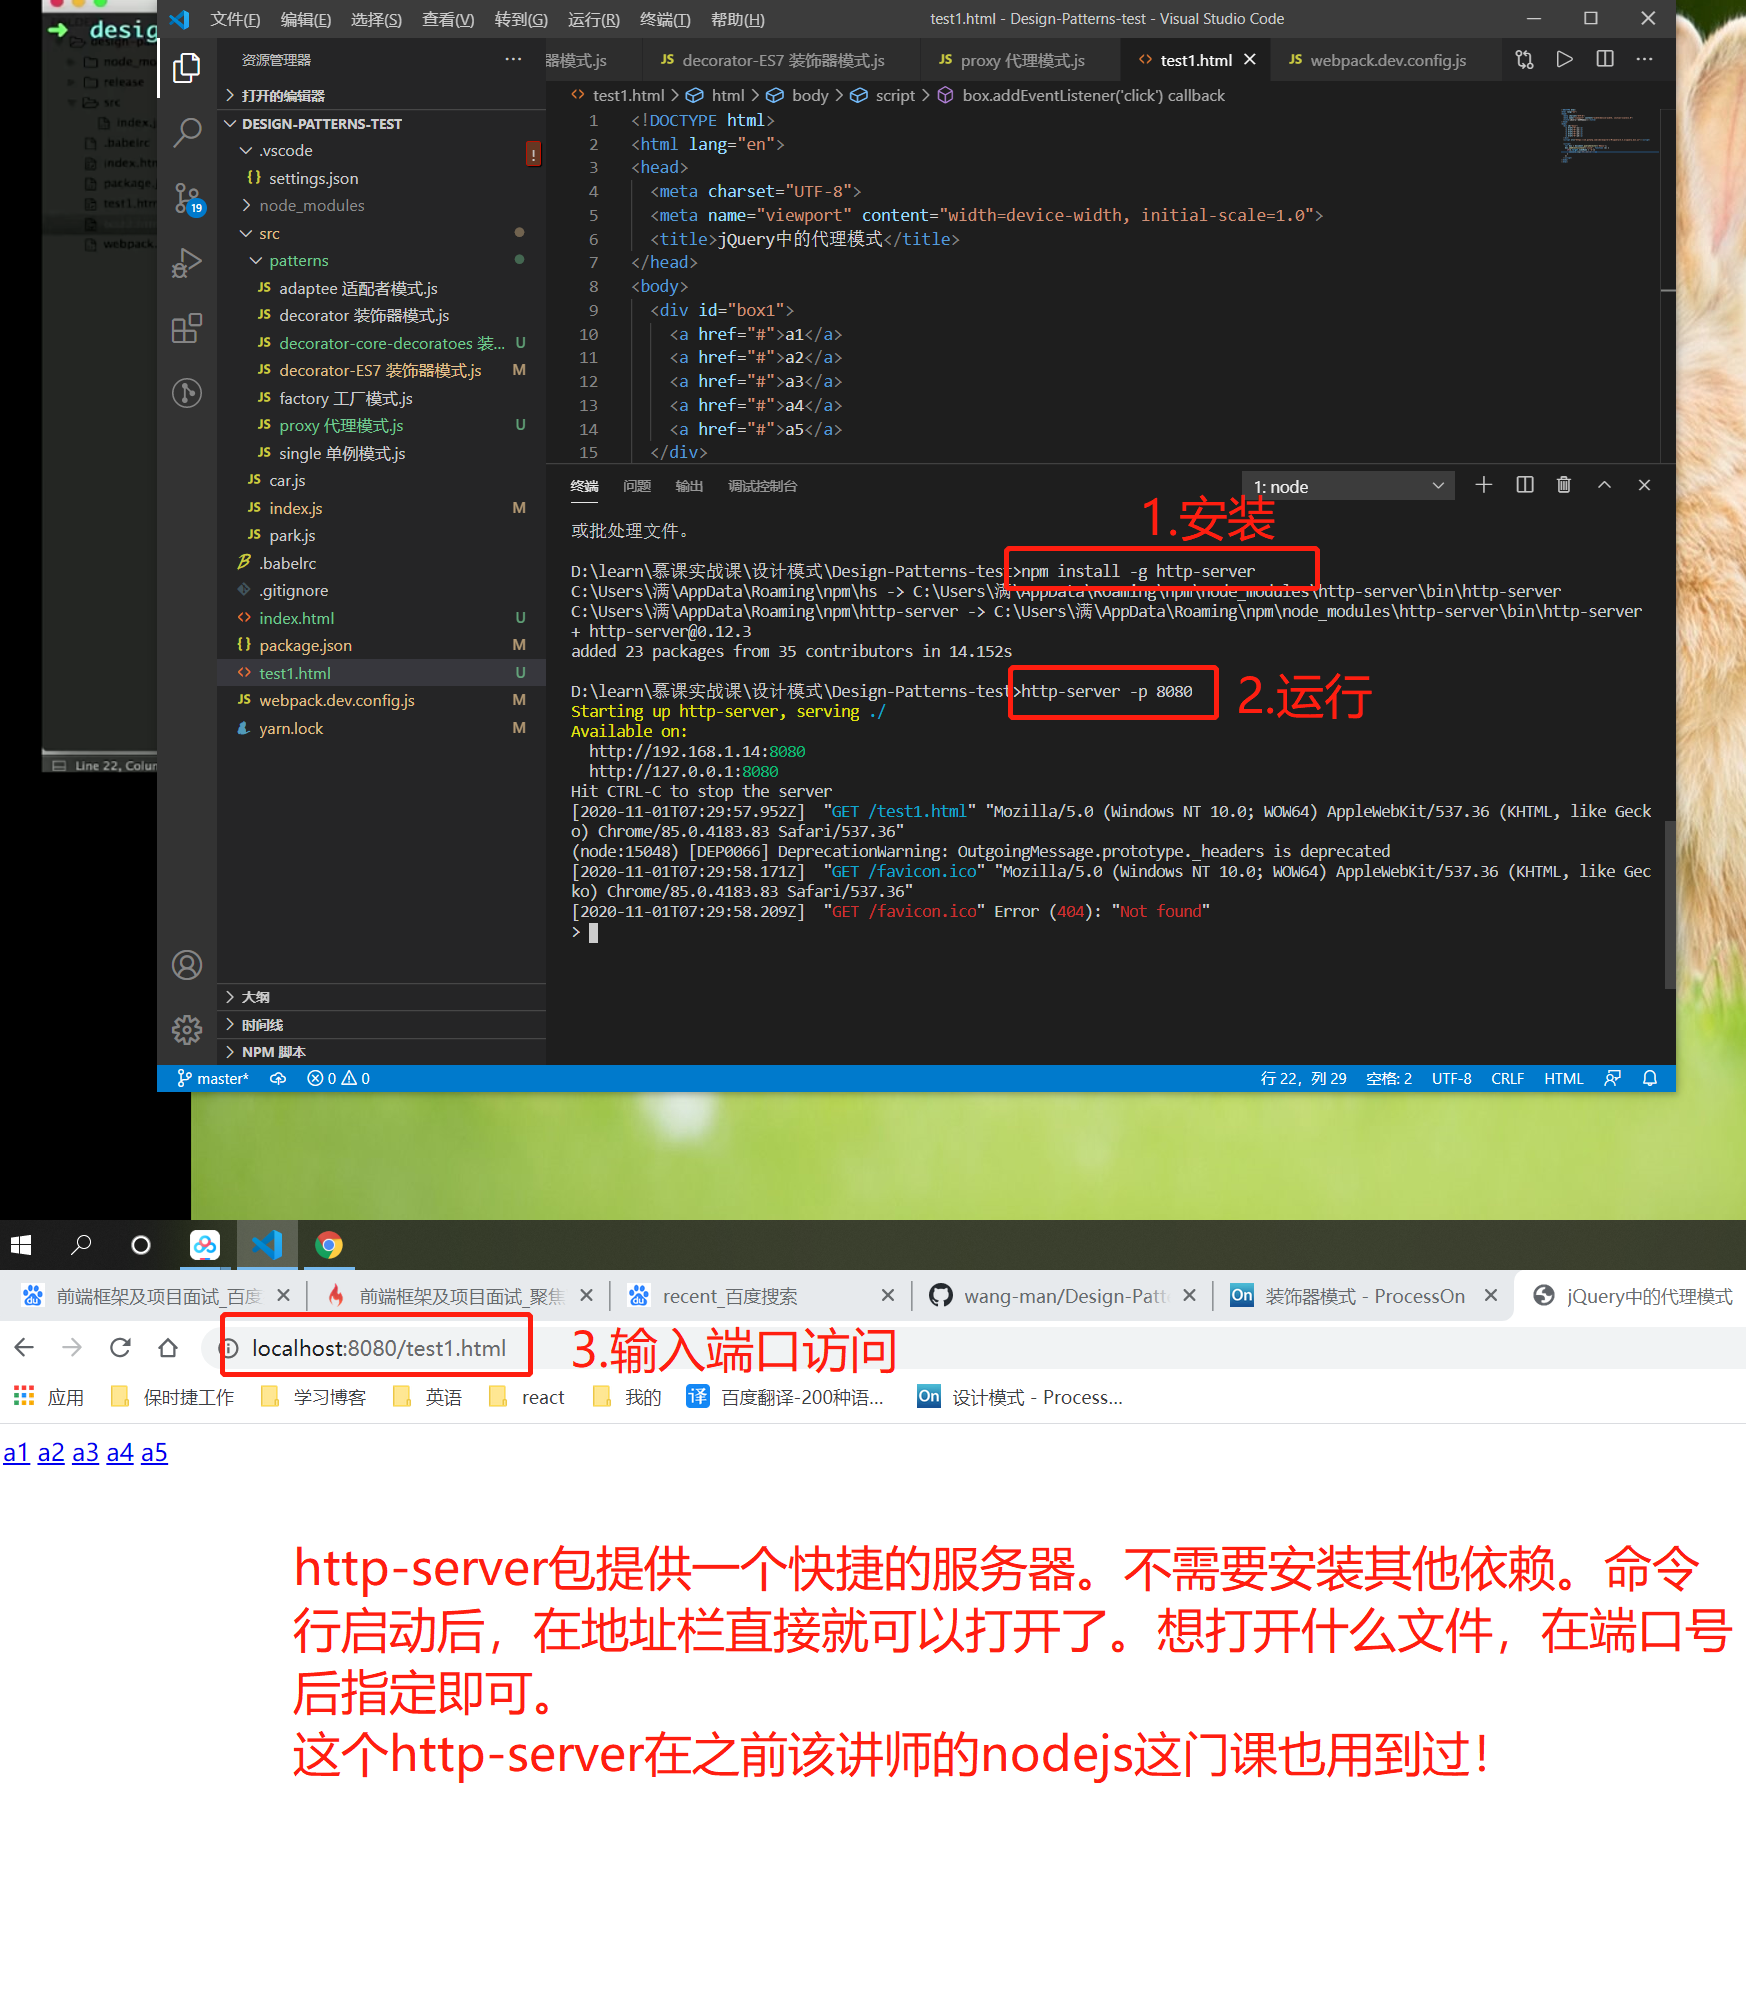 desig
design-pa
node_mo
release
src
index.j
.babelrc
index.htm
package.j
test1.htm
webpack.
Line 22, Colum
文件(F) 编辑(E) 选择(S) 查看(V) 转到(G) 运行(R) 终端(T) 帮助(H)
test1.html - Design-Patterns-test - Visual Studio Code
资源管理器
器模式.js
JS decorator-ES7 装饰器模式.js
JS proxy 代理模式.js
test1.html
JS webpack.dev.config.js
打开的编辑器
DESIGN-PATTERNS-TEST
.vscode
{} settings.json
node_modules
src
patterns
JS adaptee 适配者模式.js
JS decorator 装饰器模式.js
JS decorator-core-decoratoes 装... U
JS decorator-ES7 装饰器模式.js M
JS factory 工厂模式.js
JS proxy 代理模式.js U
JS single 单例模式.js
JS car.js
JS index.js M
JS park.js
.babelrc
.gitignore
index.html U
{} package.json M
test1.html U
JS webpack.dev.config.js M
yarn.lock M
大纲
时间线
NPM 脚本
19
test1.html > html > body > script > box.addEventListener('click') callback
1 <!DOCTYPE html>
2 <html lang="en">
3 <head>
4 <meta charset="UTF-8">
5 <meta name="viewport" content="width=device-width, initial-scale=1.0">
6 <title>jQuery中的代理模式</title>
7 </head>
8 <body>
9 <div id="box1">
10 <a href="#">a1</a>
11 <a href="#">a2</a>
12 <a href="#">a3</a>
13 <a href="#">a4</a>
14 <a href="#">a5</a>
15 </div>
终端 问题 输出 调试控制台
1: node
1.安装
或批处理文件。
D:\learn\慕课实战课\设计模式\Design-Patterns-test>npm install -g http-server
C:\Users\满\AppData\Roaming\npm\hs -> C:\Users\满\AppData\Roaming\npm\node_modules\http-server\bin\http-server
C:\Users\满\AppData\Roaming\npm\http-server -> C:\Users\满\AppData\Roaming\npm\node_modules\http-server\bin\http-server
+ http-server@0.12.3
added 23 packages from 35 contributors in 14.152s
D:\learn\慕课实战课\设计模式\Design-Patterns-test>http-server -p 8080
2.运行
Starting up http-server, serving ./
Available on:
http://192.168.1.14:8080
http://127.0.0.1:8080
Hit CTRL-C to stop the server
[2020-11-01T07:29:57.952Z]  "GET /test1.html" "Mozilla/5.0 (Windows NT 10.0; WOW64) AppleWebKit/537.36 (KHTML, like Geck
o) Chrome/85.0.4183.83 Safari/537.36"
(node:15048) [DEP0066] DeprecationWarning: OutgoingMessage.prototype._headers is deprecated
[2020-11-01T07:29:58.171Z]  "GET /favicon.ico" "Mozilla/5.0 (Windows NT 10.0; WOW64) AppleWebKit/537.36 (KHTML, like Gec
ko) Chrome/85.0.4183.83 Safari/537.36"
[2020-11-01T07:29:58.209Z]  "GET /favicon.ico" Error (404): "Not found"
>
master* 0 0
行 22，列 29 空格: 2 UTF-8 CRLF HTML
前端框架及项目面试_百度
前端框架及项目面试_聚焦
recent_百度搜索
wang-man/Design-Patte
On 装饰器模式 - ProcessOn
jQuery中的代理模式
localhost:8080/test1.html
3.输入端口访问
应用 保时捷工作 学习博客 英语 react 我的 译 百度翻译-200种语... On 设计模式 - Process...
a1 a2 a3 a4 a5
http-server包提供一个快捷的服务器。不需要安装其他依赖。命令
行启动后，在地址栏直接就可以打开了。想打开什么文件，在端口号
后指定即可。
这个http-server在之前该讲师的nodejs这门课也用到过！